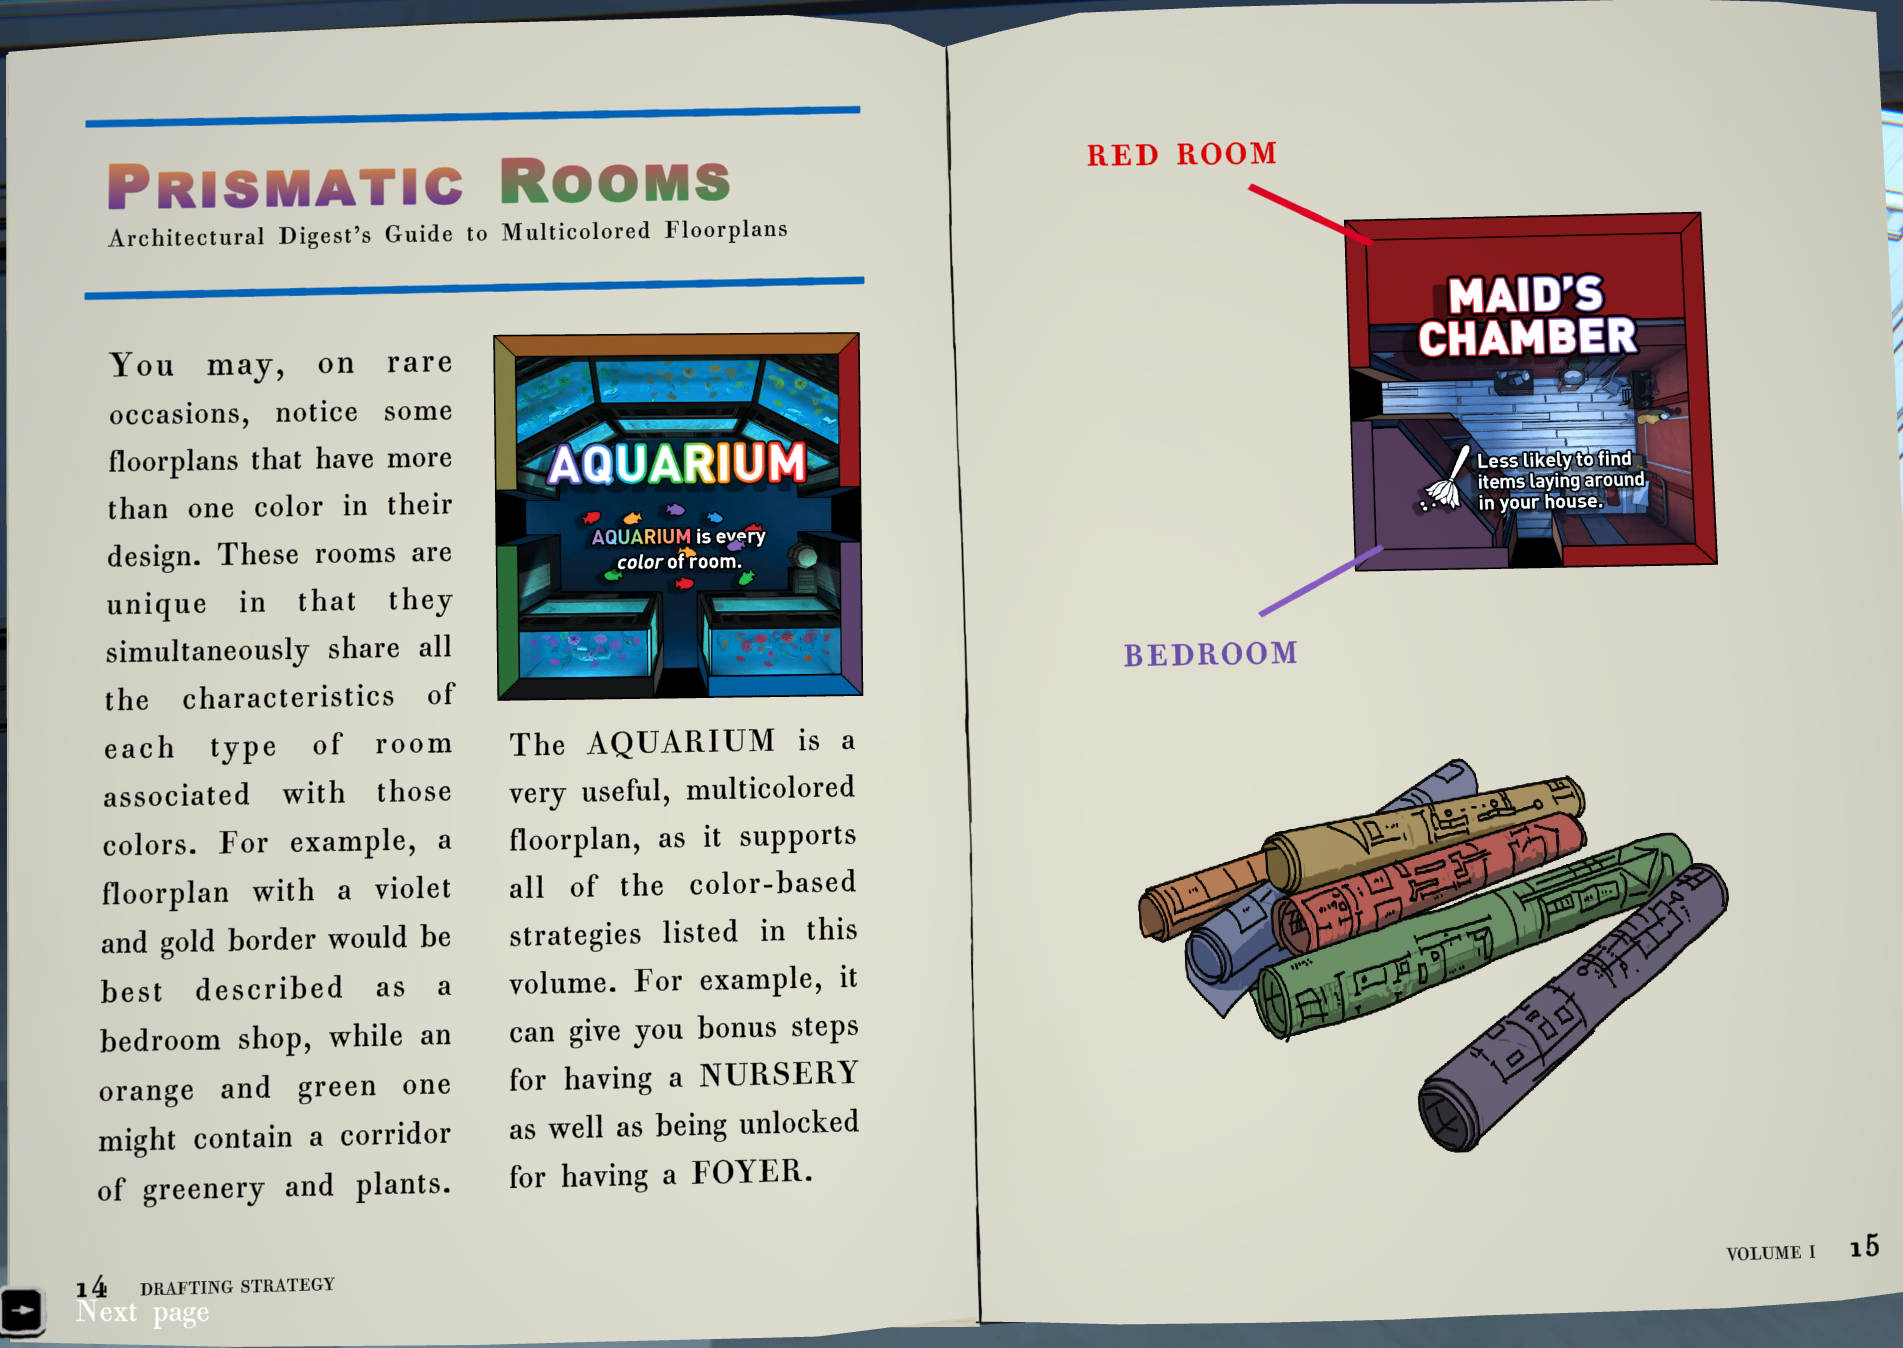 PRISMATIC ROOMS
Architectural Digest's Guide to Multicolored Floorplans
You may, on rare
occasions, notice some
floorplans that have more
than one color in their
design. These rooms are
unique in that they
simultaneously share all
the characteristics of
each type of room
associated with those
colors. For example, a
floorplan with a violet
and gold border would be
best described as a
bedroom shop, while an
orange and green one
might contain a corridor
of greenery and plants.
AQUARIUM
AQUARIUM is every
color of room.
The AQUARIUM is a
very useful, multicolored
floorplan, as it supports
all of the color-based
strategies listed in this
volume. For example, it
can give you bonus steps
for having a NURSERY
as well as being unlocked
for having a FOYER.
14 DRAFTING STRATEGY
Next page
RED ROOM
MAID'S
CHAMBER
Less likely to find
items laying around
in your house.
BEDROOM
VOLUME I 15